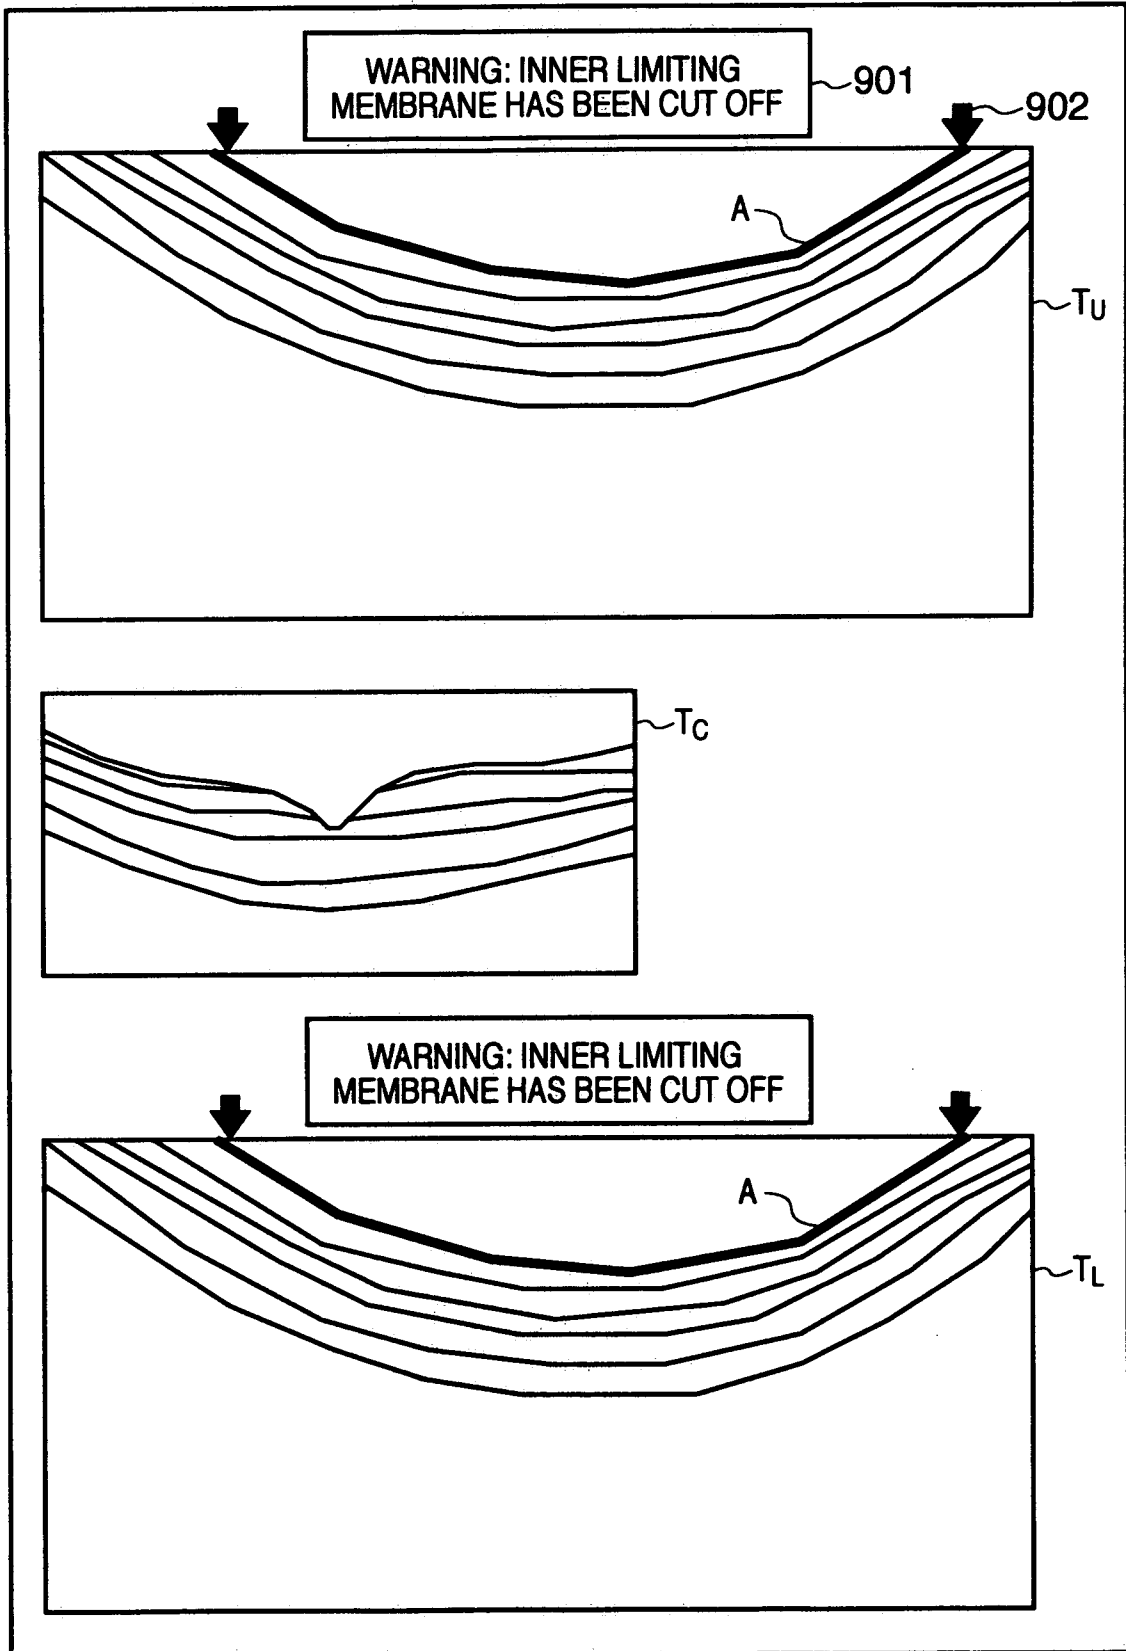 WARNING: INNER LIMITING
MEMBRANE HAS BEEN CUT OFF
901
902
A
TU
TC
WARNING: INNER LIMITING
MEMBRANE HAS BEEN CUT OFF
A
TL